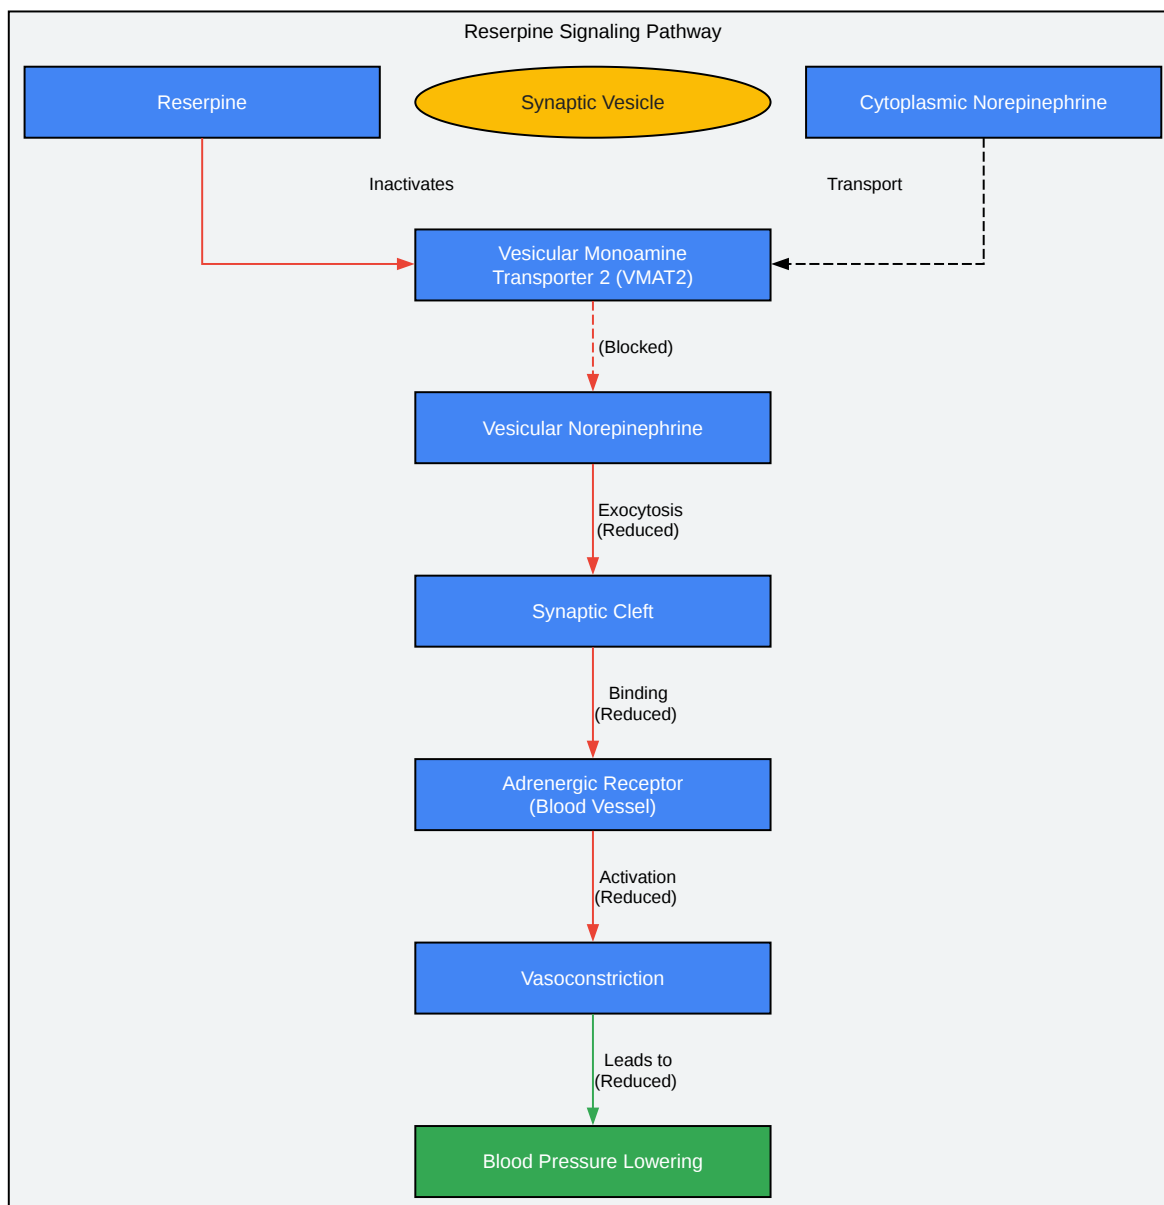 Reserpine Signaling Pathway
Reserpine
Synaptic Vesicle
Cytoplasmic Norepinephrine
Inactivates
Transport
Vesicular Monoamine
Transporter 2 (VMAT2)
(Blocked)
Vesicular Norepinephrine
Exocytosis
(Reduced)
Synaptic Cleft
Binding
(Reduced)
Adrenergic Receptor
(Blood Vessel)
Activation
(Reduced)
Vasoconstriction
Leads to
(Reduced)
Blood Pressure Lowering